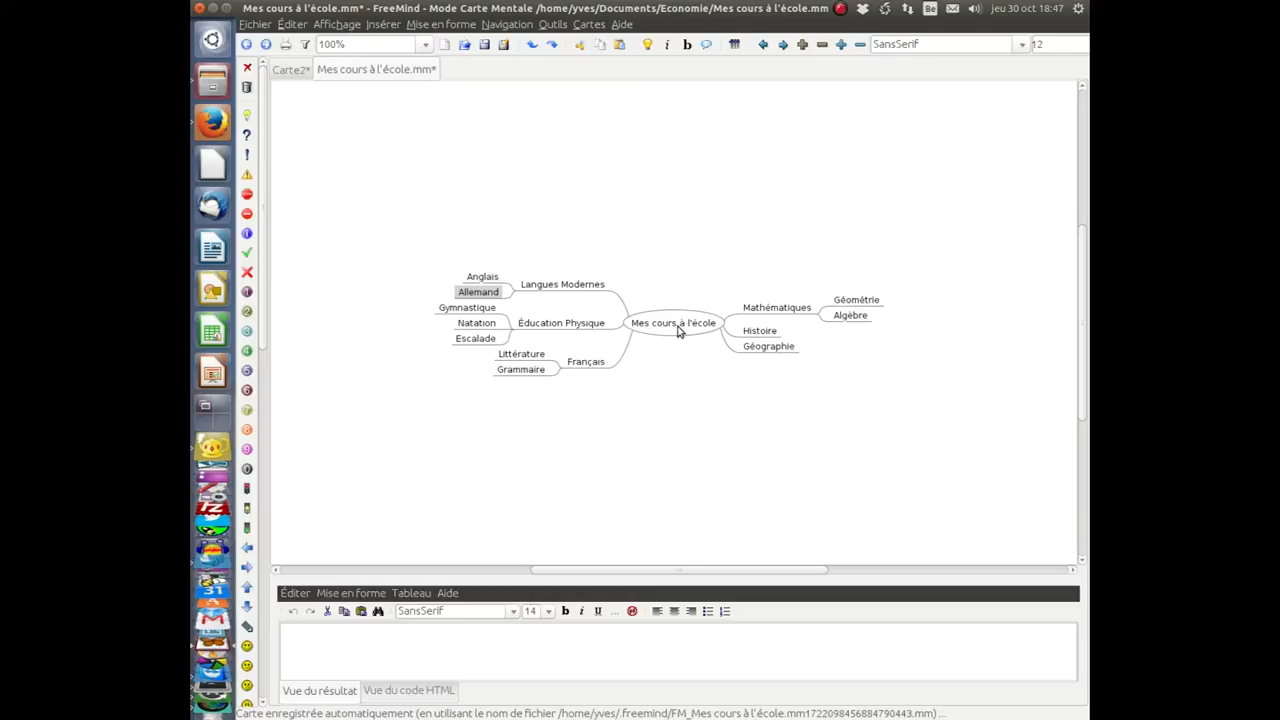 Mes cours à l'école.mm* - FreeMind - Mode Carte Mentale /home/yves/Documents/Economie/Mes cours à l'école.mm
Be
jeu 30 oct 18:47
Fichier Éditer Affichage Insérer Mise en forme Navigation Outils Cartes Aide
100%
SansSerif
12
Carte2*
Mes cours à l'école.mm*
Anglais
Langues Modernes
Allemand
Gymnastique
Éducation Physique
Natation
Escalade
Littérature
Français
Grammaire
Mes cours à l'école
Mathématiques
Géométrie
Algèbre
Histoire
Géographie
Éditer Mise en forme Tableau Aide
SansSerif
14
Vue du résultat
Vue du code HTML
Carte enregistrée automatiquement (en utilisant le nom de fichier /home/yves/.freemind/FM_Mes cours à l'école.mm1722098456884790443.mm)...